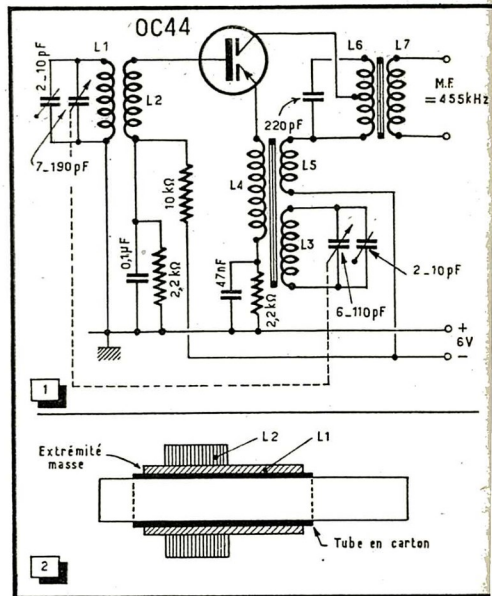 OC44
2_10pF
L1
L2
7_190pF
L6
L7
M.F.
=455kHz
220pF
L4
L5
L3
10kΩ
0,1µF
2,2kΩ
47nF
2,2kΩ
2_10pF
6_110pF
+
6V
−
1
Extrémité
masse
L2
L1
Tube en carton
2